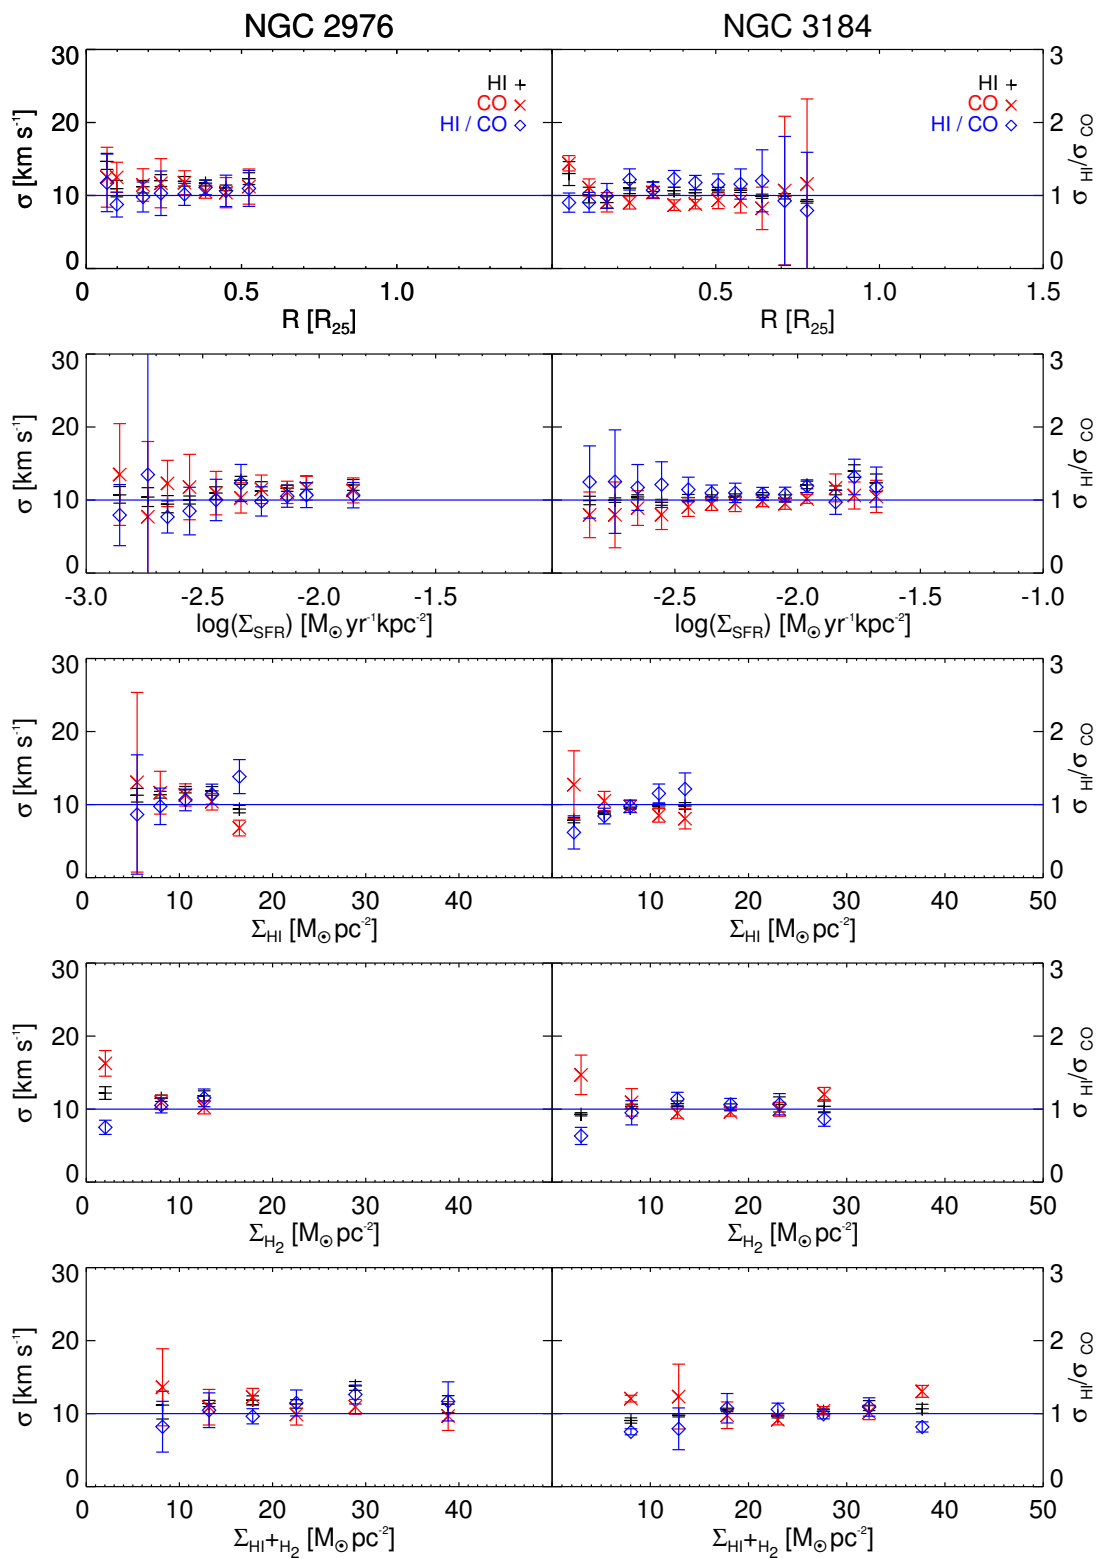 NGC 2976 NGC 3184
30 3
HI + HI +
CO × CO ×
HI / CO ◇ HI / CO ◇
20 2
σ [km s⁻¹] σ HI/σ CO
10 1
0 0
0 0.5 1.0 0.5 1.0 1.5
R [R₂₅] R [R₂₅]
30 3
20 2
σ [km s⁻¹] σ HI/σ CO
10 1
0 0
-3.0 -2.5 -2.0 -1.5 -2.5 -2.0 -1.5 -1.0
log(Σ_SFR) [M⊙ yr⁻¹kpc⁻²] log(Σ_SFR) [M⊙ yr⁻¹kpc⁻²]
30 3
20 2
σ [km s⁻¹] σ HI/σ CO
10 1
0 0
0 10 20 30 40 10 20 30 40 50
Σ_HI [M⊙ pc⁻²] Σ_HI [M⊙ pc⁻²]
30 3
20 2
σ [km s⁻¹] σ HI/σ CO
10 1
0 0
0 10 20 30 40 10 20 30 40 50
Σ_H₂ [M⊙ pc⁻²] Σ_H₂ [M⊙ pc⁻²]
30 3
20 2
σ [km s⁻¹] σ HI/σ CO
10 1
0 0
0 10 20 30 40 10 20 30 40 50
Σ_HI+H₂ [M⊙ pc⁻²] Σ_HI+H₂ [M⊙ pc⁻²]